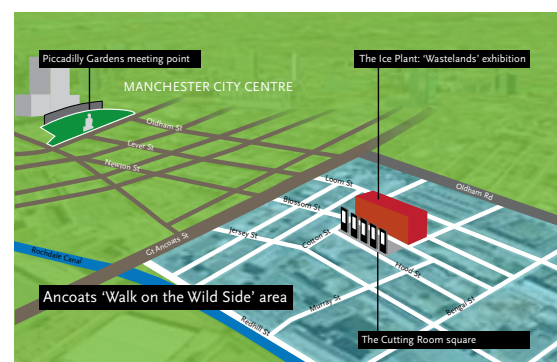 Piccadilly Gardens meeting point
The Ice Plant: 'Wastelands' exhibition
MANCHESTER CITY CENTRE
Oldham St
Lever St
Newton St
Loom St
Oldham Rd
Blossom St
Jersey St
Cotton St
Gt Ancoats St
Rochdale Canal
Hood St
Ancoats 'Walk on the Wild Side' area
Murray St
Bengal St
Redhill St
The Cutting Room square